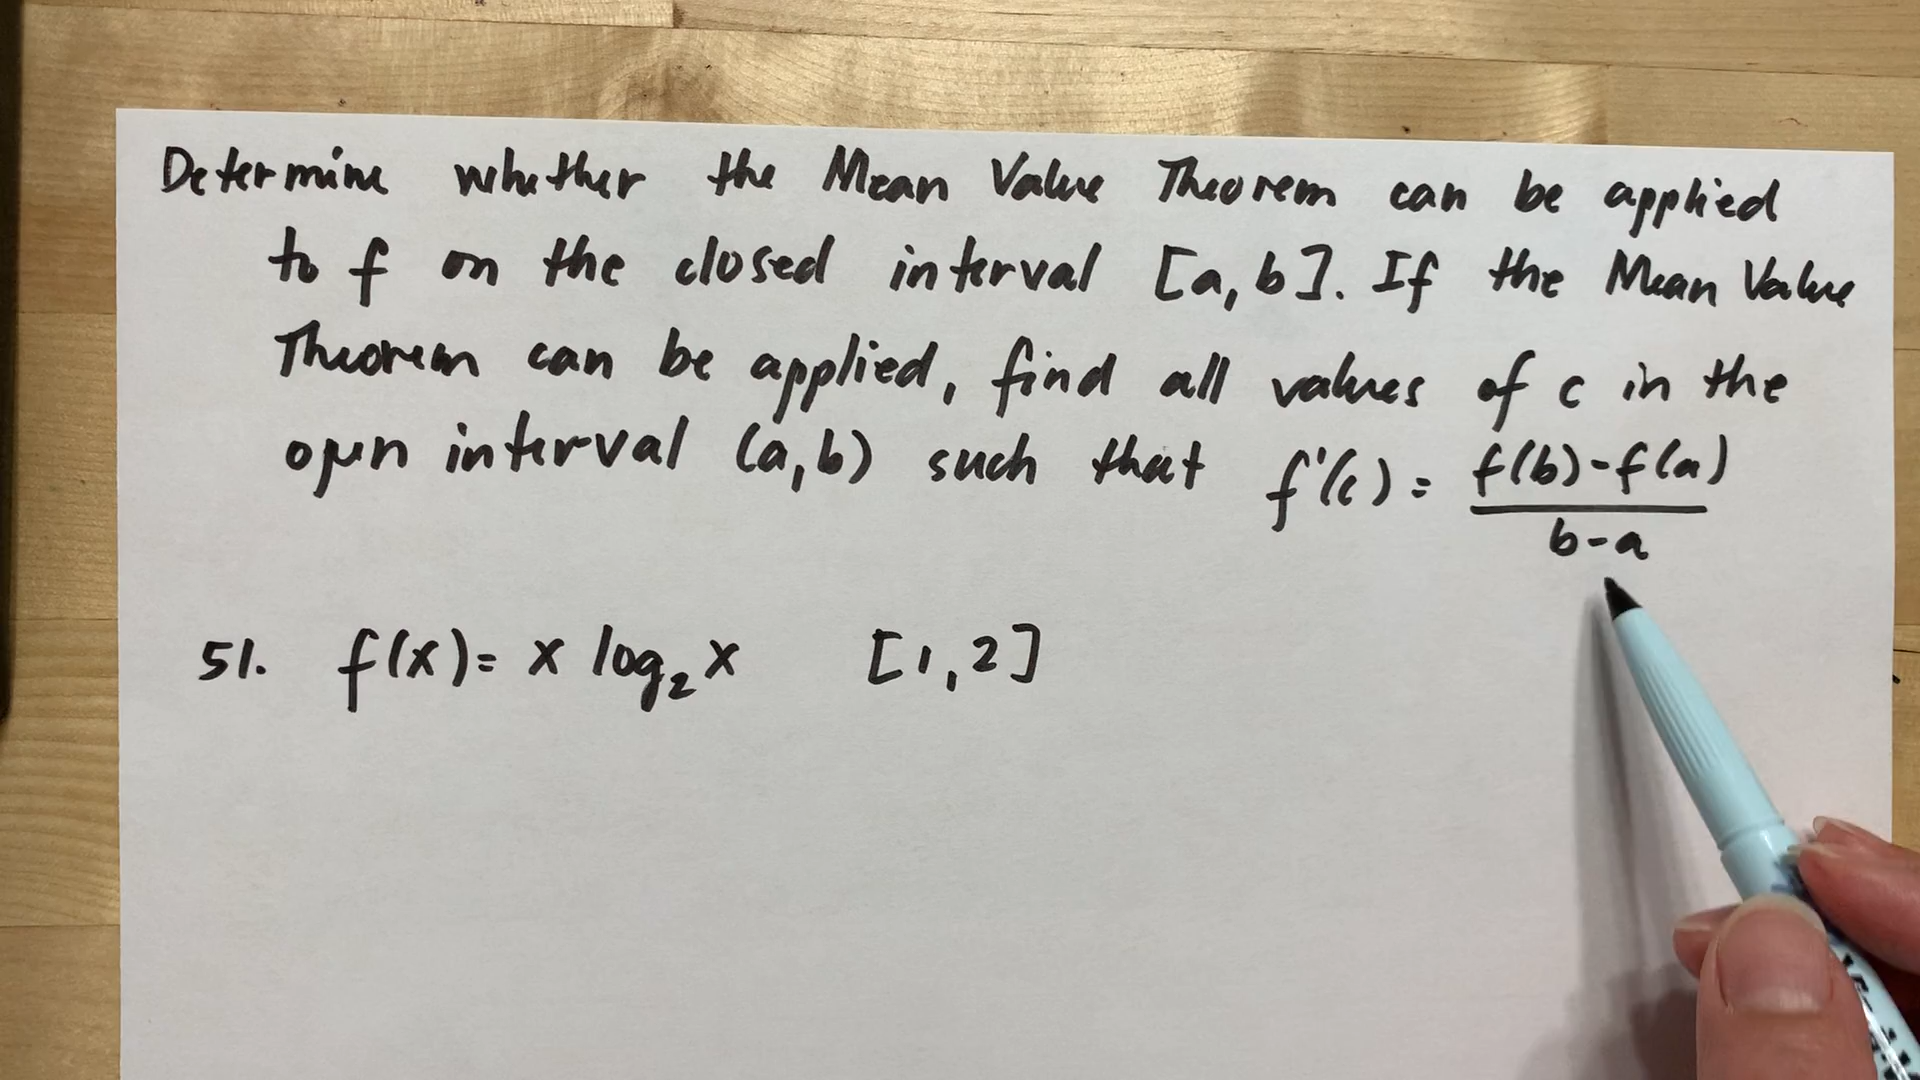 Determine whether the Mean Value Theorem can be applied
to f on the closed interval [a,b]. If the Mean Value
Theorem can be applied, find all values of c in the
open interval (a,b) such that f'(c) = f(b)-f(a)
b-a
51. f(x)= x log₂ x [1,2]